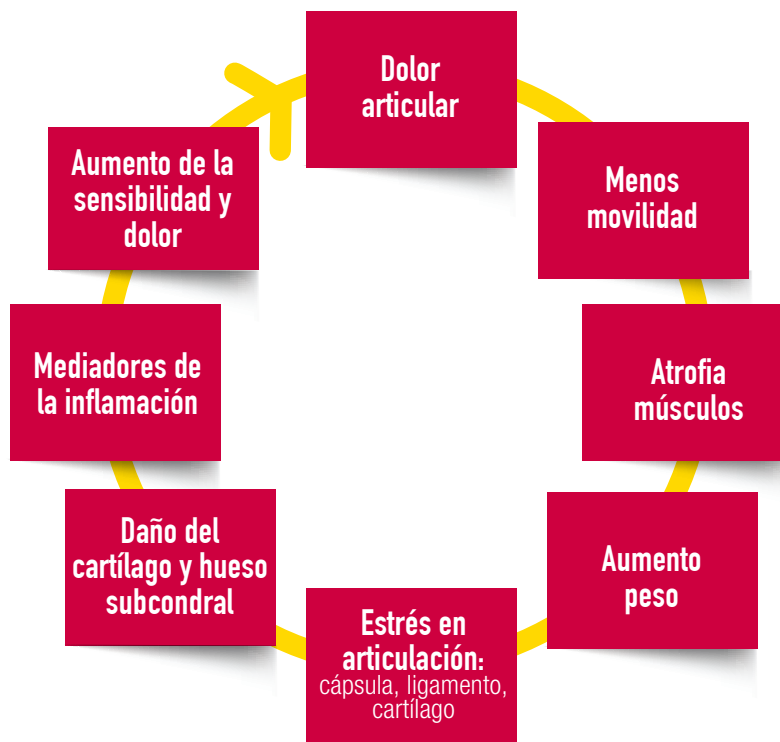 Dolor
articular
Menos
movilidad
Atrofia
músculos
Aumento
peso
Estrés en
articulación:
cápsula, ligamento,
cartílago
Daño del
cartílago y hueso
subcondral
Mediadores de
la inflamación
Aumento de la
sensibilidad y
dolor